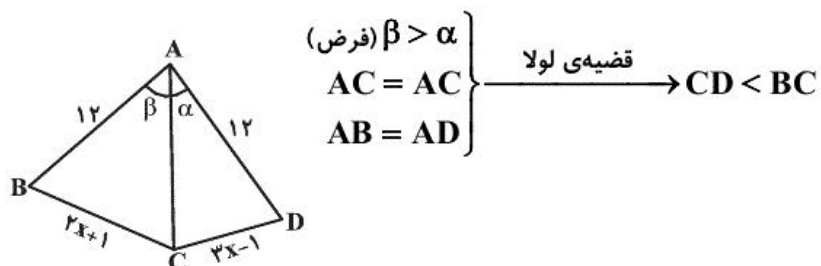 A
۱۲
β α
۱۲
B
D
۲x+۱
C
۳x−۱
β > α (فرض)
AC = AC
AB = AD
قضیه‌ی لولا
CD < BC